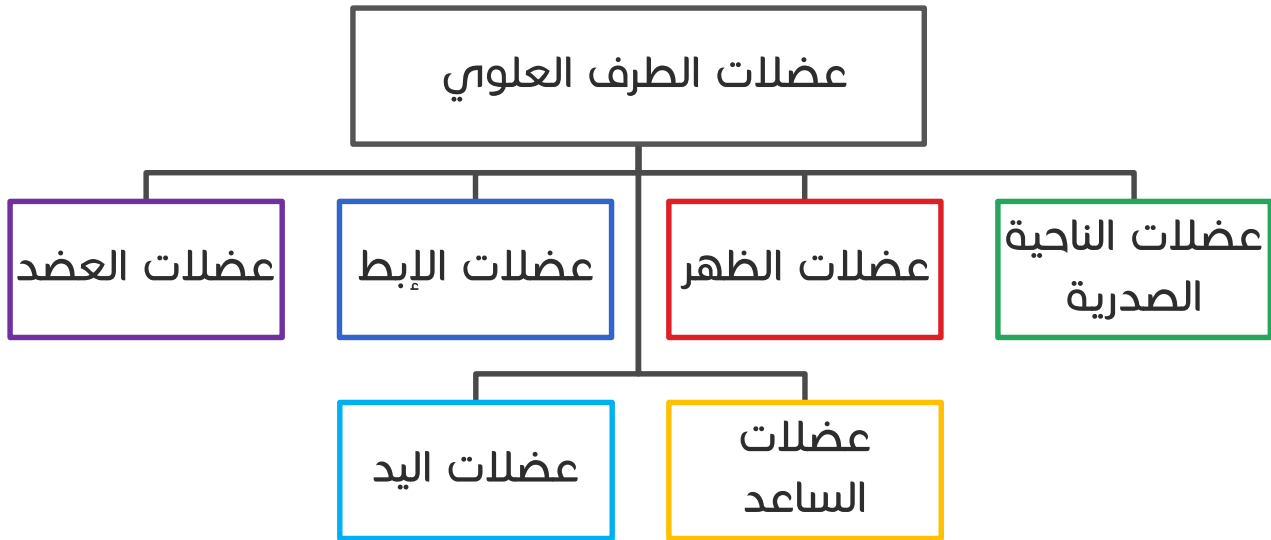 عضلات الطرف العلوي
عضلات الناحية
الصدرية
عضلات الظهر
عضلات الإبط
عضلات العضد
عضلات
الساعد
عضلات اليد